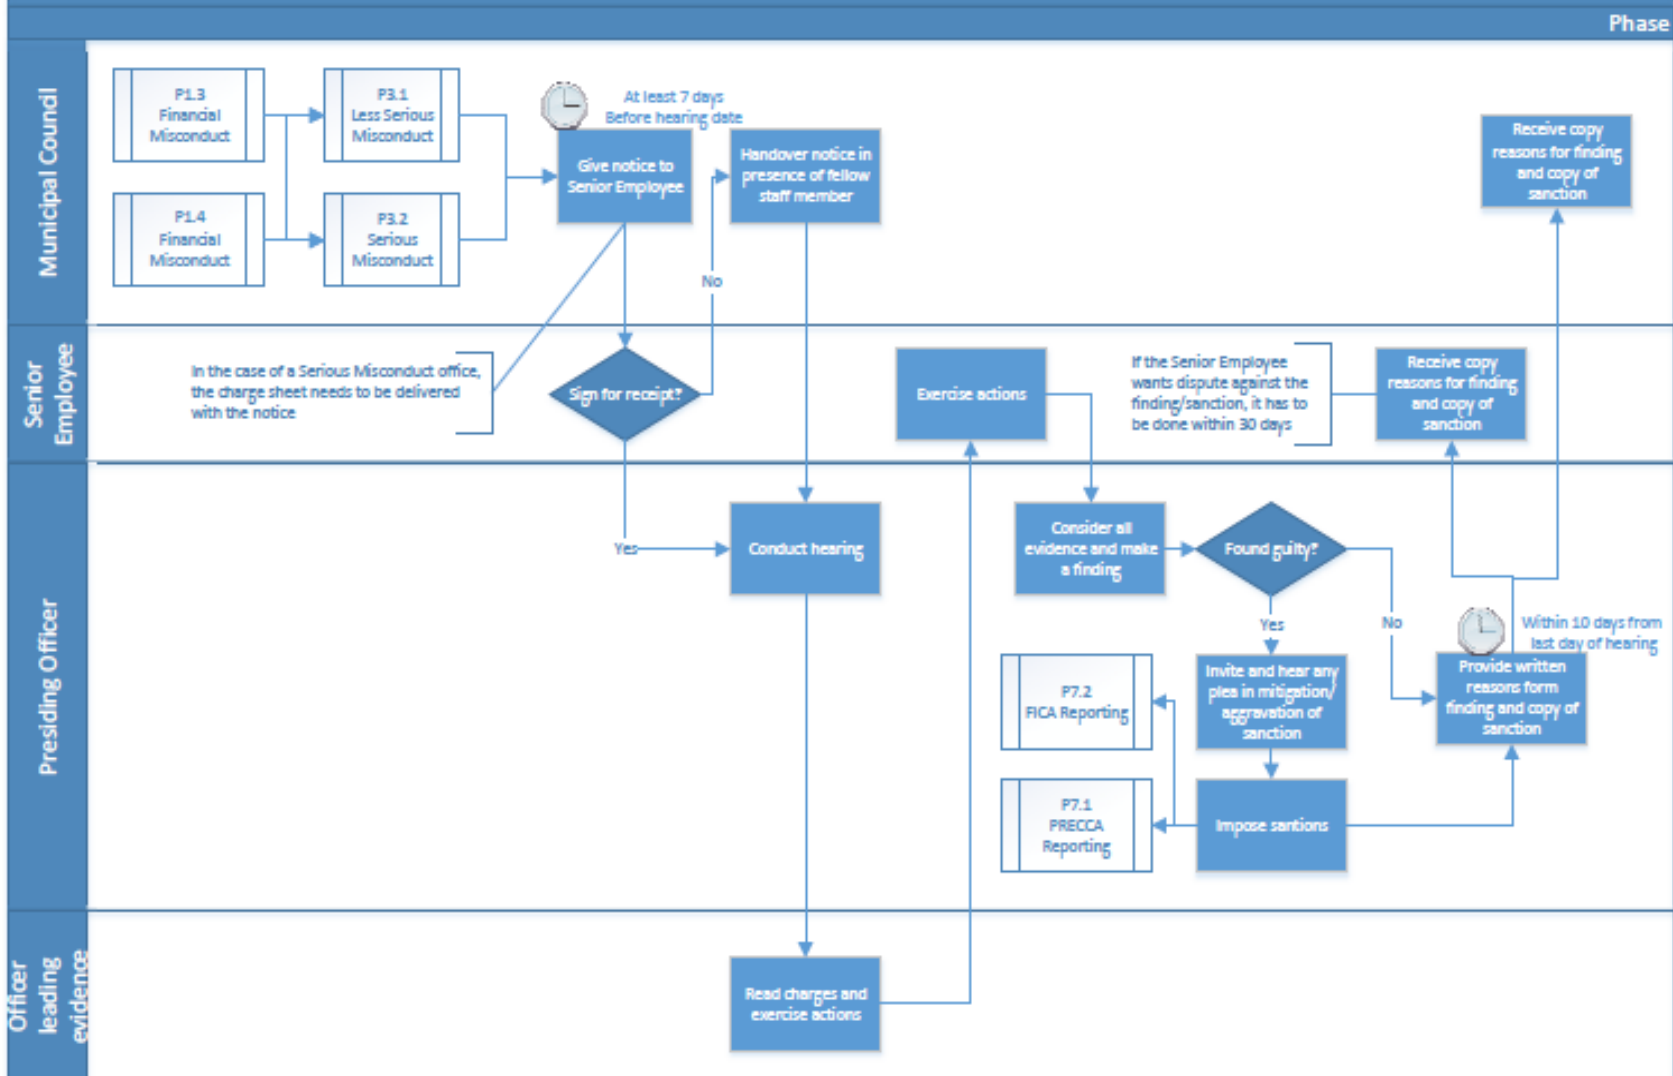 Phase
Municipal Council
P1.3
Financial
Misconduct
P3.1
Less Serious
Misconduct
At least 7 days
Before hearing date
Give notice to
Senior Employee
Handover notice in
presence of fellow
staff member
Receive copy
reasons for finding
and copy of
sanction
P1.4
Financial
Misconduct
P3.2
Serious
Misconduct
No
Senior
Employee
In the case of a Serious Misconduct office,
the charge sheet needs to be delivered
with the notice
Sign for receipt?
Exercise actions
If the Senior Employee
wants dispute against the
finding/sanction, it has to
be done within 30 days
Receive copy
reasons for finding
and copy of
sanction
Presiding Officer
Yes
Conduct hearing
Consider all
evidence and make
a finding
Found guilty?
Yes
No
Within 10 days from
last day of hearing
P7.2
FICA Reporting
Invite and hear any
plea in mitigation/
aggravation of
sanction
Provide written
reasons form
finding and copy of
sanction
P7.1
PRECCA
Reporting
Impose santions
Officer
leading
evidence
Read charges and
exercise actions